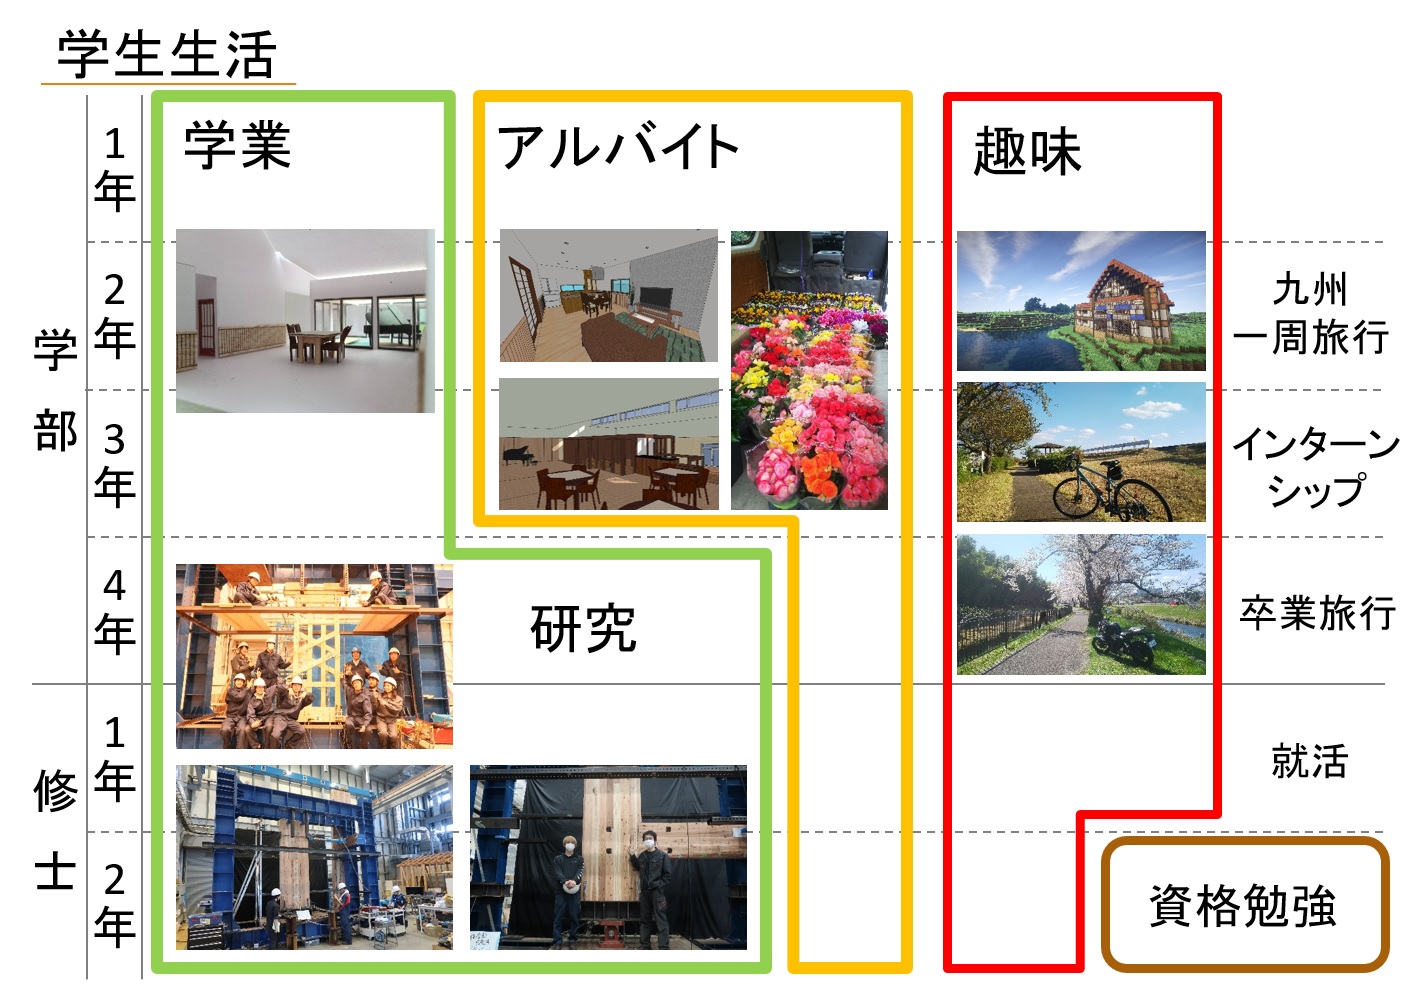 学生生活
学業
アルバイト
趣味
学部
1年
2年
九州
一周旅行
3年
インターン
シップ
4年
研究
卒業旅行
修士
1年
就活
2年
資格勉強